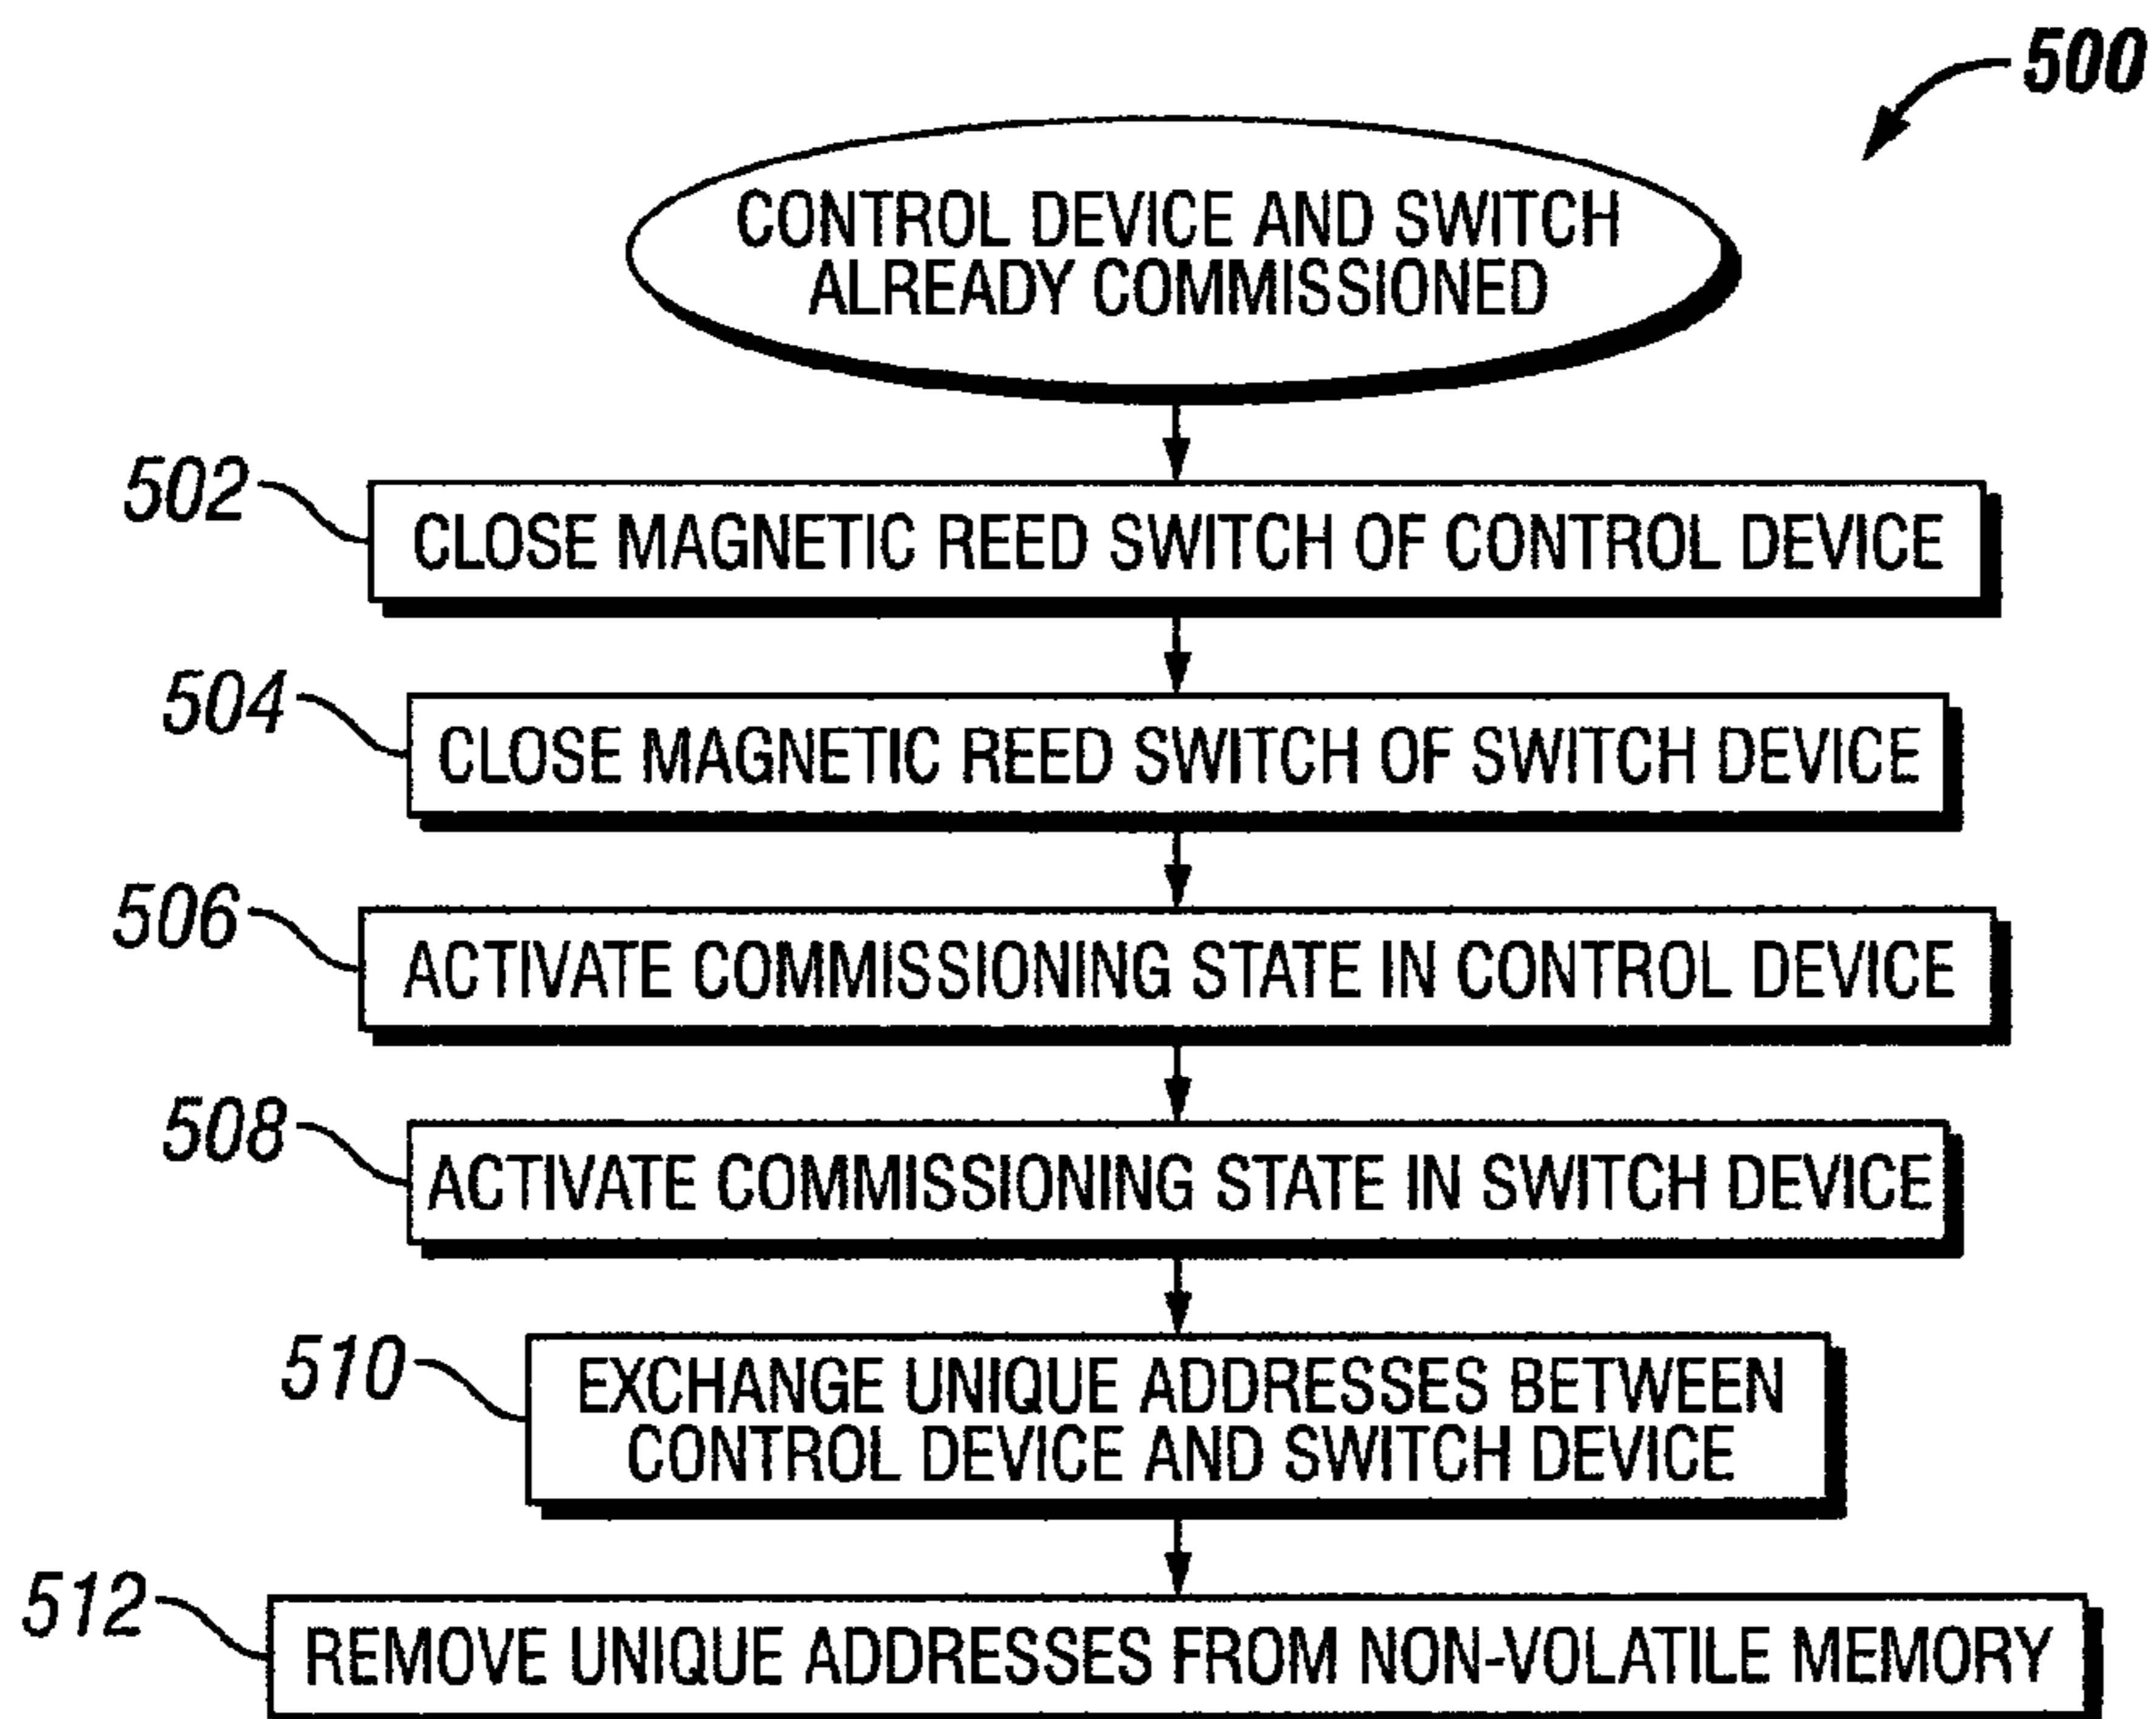 500
CONTROL DEVICE AND SWITCH
ALREADY COMMISSIONED
502
CLOSE MAGNETIC REED SWITCH OF CONTROL DEVICE
504
CLOSE MAGNETIC REED SWITCH OF SWITCH DEVICE
506
ACTIVATE COMMISSIONING STATE IN CONTROL DEVICE
508
ACTIVATE COMMISSIONING STATE IN SWITCH DEVICE
510
EXCHANGE UNIQUE ADDRESSES BETWEEN
CONTROL DEVICE AND SWITCH DEVICE
512
REMOVE UNIQUE ADDRESSES FROM NON-VOLATILE MEMORY